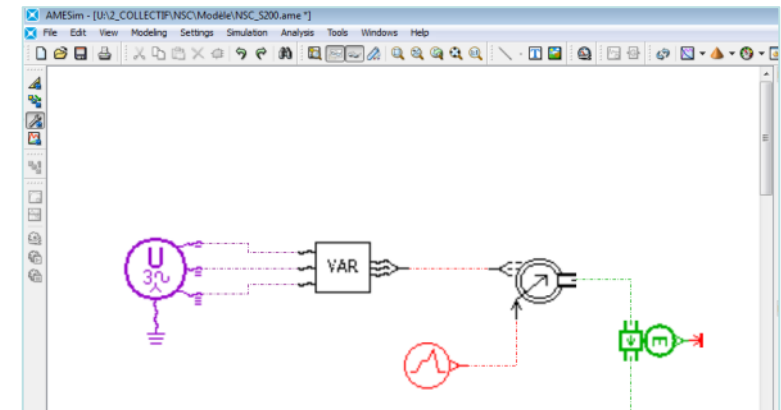 AMESim - [U:\2_COLLECTIF\NSC\Modèle\NSC_S200.ame *]
File Edit View Modeling Settings Simulation Analysis Tools Windows Help
U
3
VAR
E